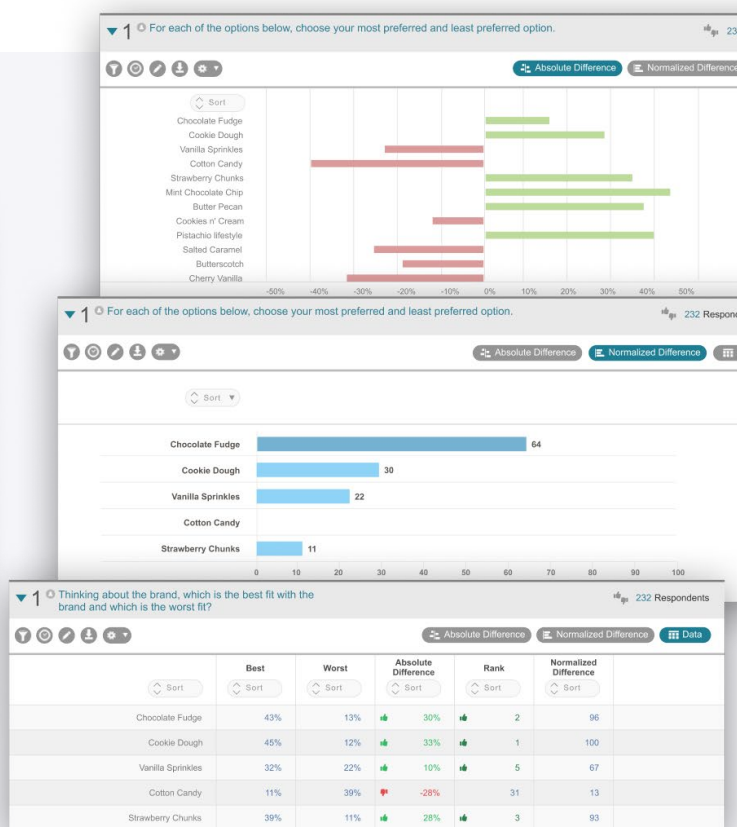 1 For each of the options below, choose your most preferred and least preferred option. 23
Absolute Difference Normalized Difference
Sort
Chocolate Fudge
Cookie Dough
Vanilla Sprinkles
Cotton Candy
Strawberry Chunks
Mint Chocolate Chip
Butter Pecan
Cookies n' Cream
Pistachio lifestyle
Salted Caramel
Butterscotch
Cherry Vanilla
-50% -40% -30% -20% -10% 0% 10% 20% 30% 40% 50%
1 For each of the options below, choose your most preferred and least preferred option. 232 Respond
Absolute Difference Normalized Difference
Sort
Chocolate Fudge 64
Cookie Dough 30
Vanilla Sprinkles 22
Cotton Candy
Strawberry Chunks 11
0 10 20 30 40 50 60 70 80 90 100
1 Thinking about the brand, which is the best fit with the
brand and which is the worst fit? 232 Respondents
Absolute Difference Normalized Difference Data
Best Worst Absolute Difference Rank Normalized Difference
Sort Sort Sort Sort Sort Sort
Chocolate Fudge 43% 13% 30% 2 96
Cookie Dough 45% 12% 33% 1 100
Vanilla Sprinkles 32% 22% 10% 5 67
Cotton Candy 11% 39% -28% 31 13
Strawberry Chunks 39% 11% 28% 3 93